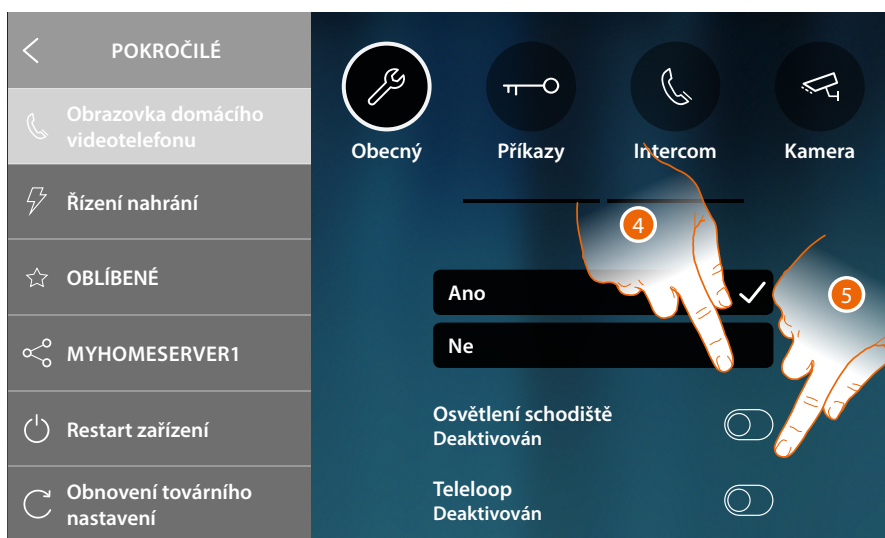 POKROČILÉ
Obrazovka domácího
videotelefonu
Řízení nahrání
OBLÍBENÉ
MYHOMESERVER1
Restart zařízení
Obnovení továrního
nastavení
Obecný
Příkazy
Intercom
Kamera
4
5
Ano
Ne
Osvětlení schodiště
Deaktivován
Teleloop
Deaktivován